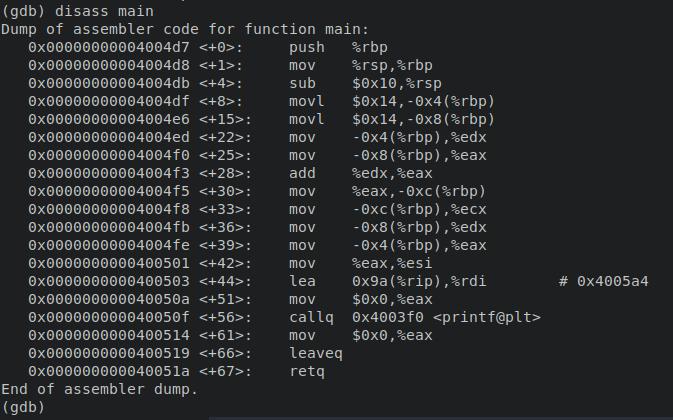 (gdb) disass main
Dump of assembler code for function main:
   0x00000000004004d7 <+0>:     push   %rbp
   0x00000000004004d8 <+1>:     mov    %rsp,%rbp
   0x00000000004004db <+4>:     sub    $0x10,%rsp
   0x00000000004004df <+8>:     movl   $0x14,-0x4(%rbp)
   0x00000000004004e6 <+15>:    movl   $0x14,-0x8(%rbp)
   0x00000000004004ed <+22>:    mov    -0x4(%rbp),%edx
   0x00000000004004f0 <+25>:    mov    -0x8(%rbp),%eax
   0x00000000004004f3 <+28>:    add    %edx,%eax
   0x00000000004004f5 <+30>:    mov    %eax,-0xc(%rbp)
   0x00000000004004f8 <+33>:    mov    -0xc(%rbp),%ecx
   0x00000000004004fb <+36>:    mov    -0x8(%rbp),%edx
   0x00000000004004fe <+39>:    mov    -0x4(%rbp),%eax
   0x0000000000400501 <+42>:    mov    %eax,%esi
   0x0000000000400503 <+44>:    lea    0x9a(%rip),%rdi        # 0x4005a4
   0x000000000040050a <+51>:    mov    $0x0,%eax
   0x000000000040050f <+56>:    callq  0x4003f0 <printf@plt>
   0x0000000000400514 <+61>:    mov    $0x0,%eax
   0x0000000000400519 <+66>:    leaveq
   0x000000000040051a <+67>:    retq
End of assembler dump.
(gdb)